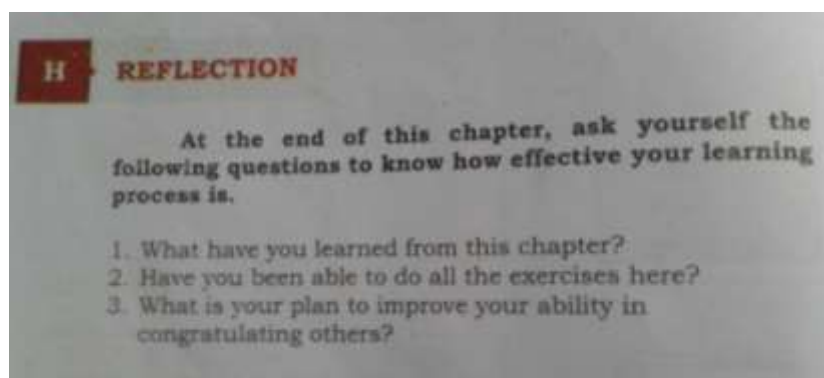 H REFLECTION
At the end of this chapter, ask yourself the
following questions to know how effective your learning
process is.
1. What have you learned from this chapter?
2. Have you been able to do all the exercises here?
3. What is your plan to improve your ability in
congratulating others?